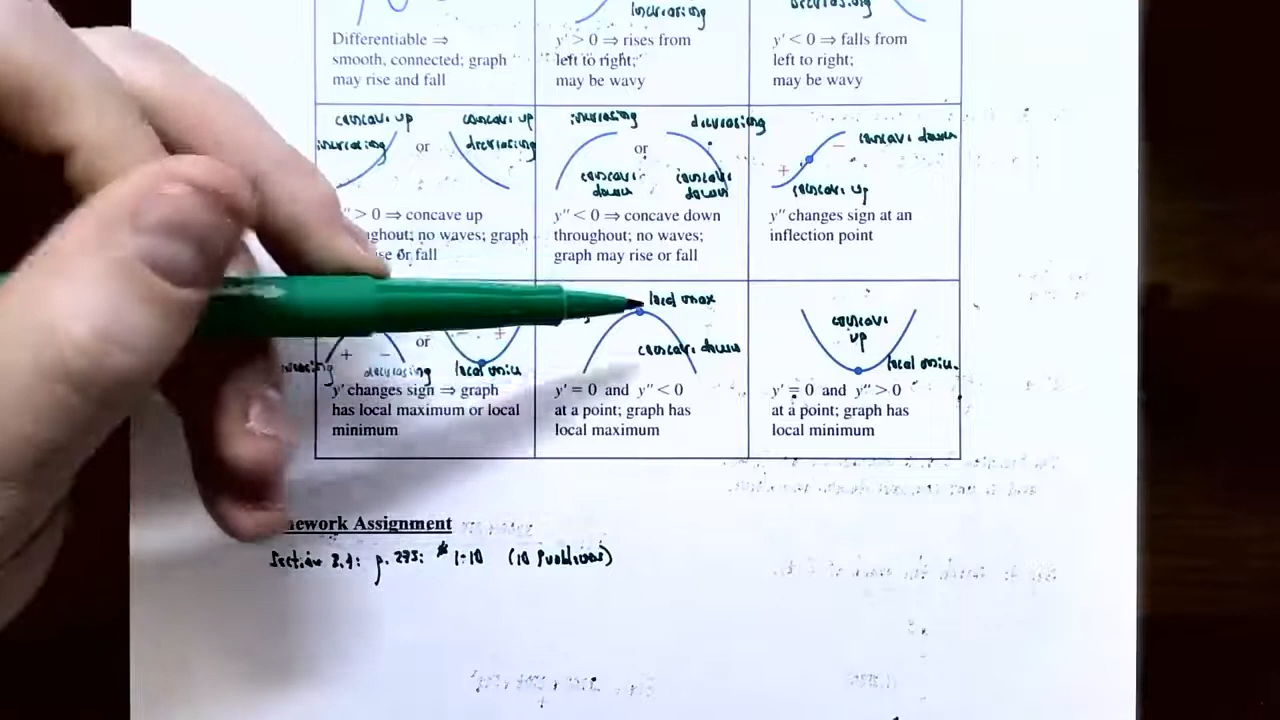 increasing
decreasing
Differentiable ⇒
smooth, connected; graph
may rise and fall
y′ > 0 ⇒ rises from
left to right;
may be wavy
y′ < 0 ⇒ falls from
left to right;
may be wavy
concave up
increasing
or
concave up
decreasing
″ > 0 ⇒ concave up
ghout; no waves; graph
se or fall
increasing
or
decreasing
concave down
concave down
y″ < 0 ⇒ concave down
throughout; no waves;
graph may rise or fall
+
−
concave down
concave up
y″ changes sign at an
inflection point
+
−
decreasing
or
−
+
local min
y′ changes sign ⇒ graph
has local maximum or local
minimum
local max
concave down
y′ = 0 and y″ < 0
at a point; graph has
local maximum
concave up
local min.
y′ = 0 and y″ > 0
at a point; graph has
local minimum
ework Assignment
p. #1-10 (10 Problems)